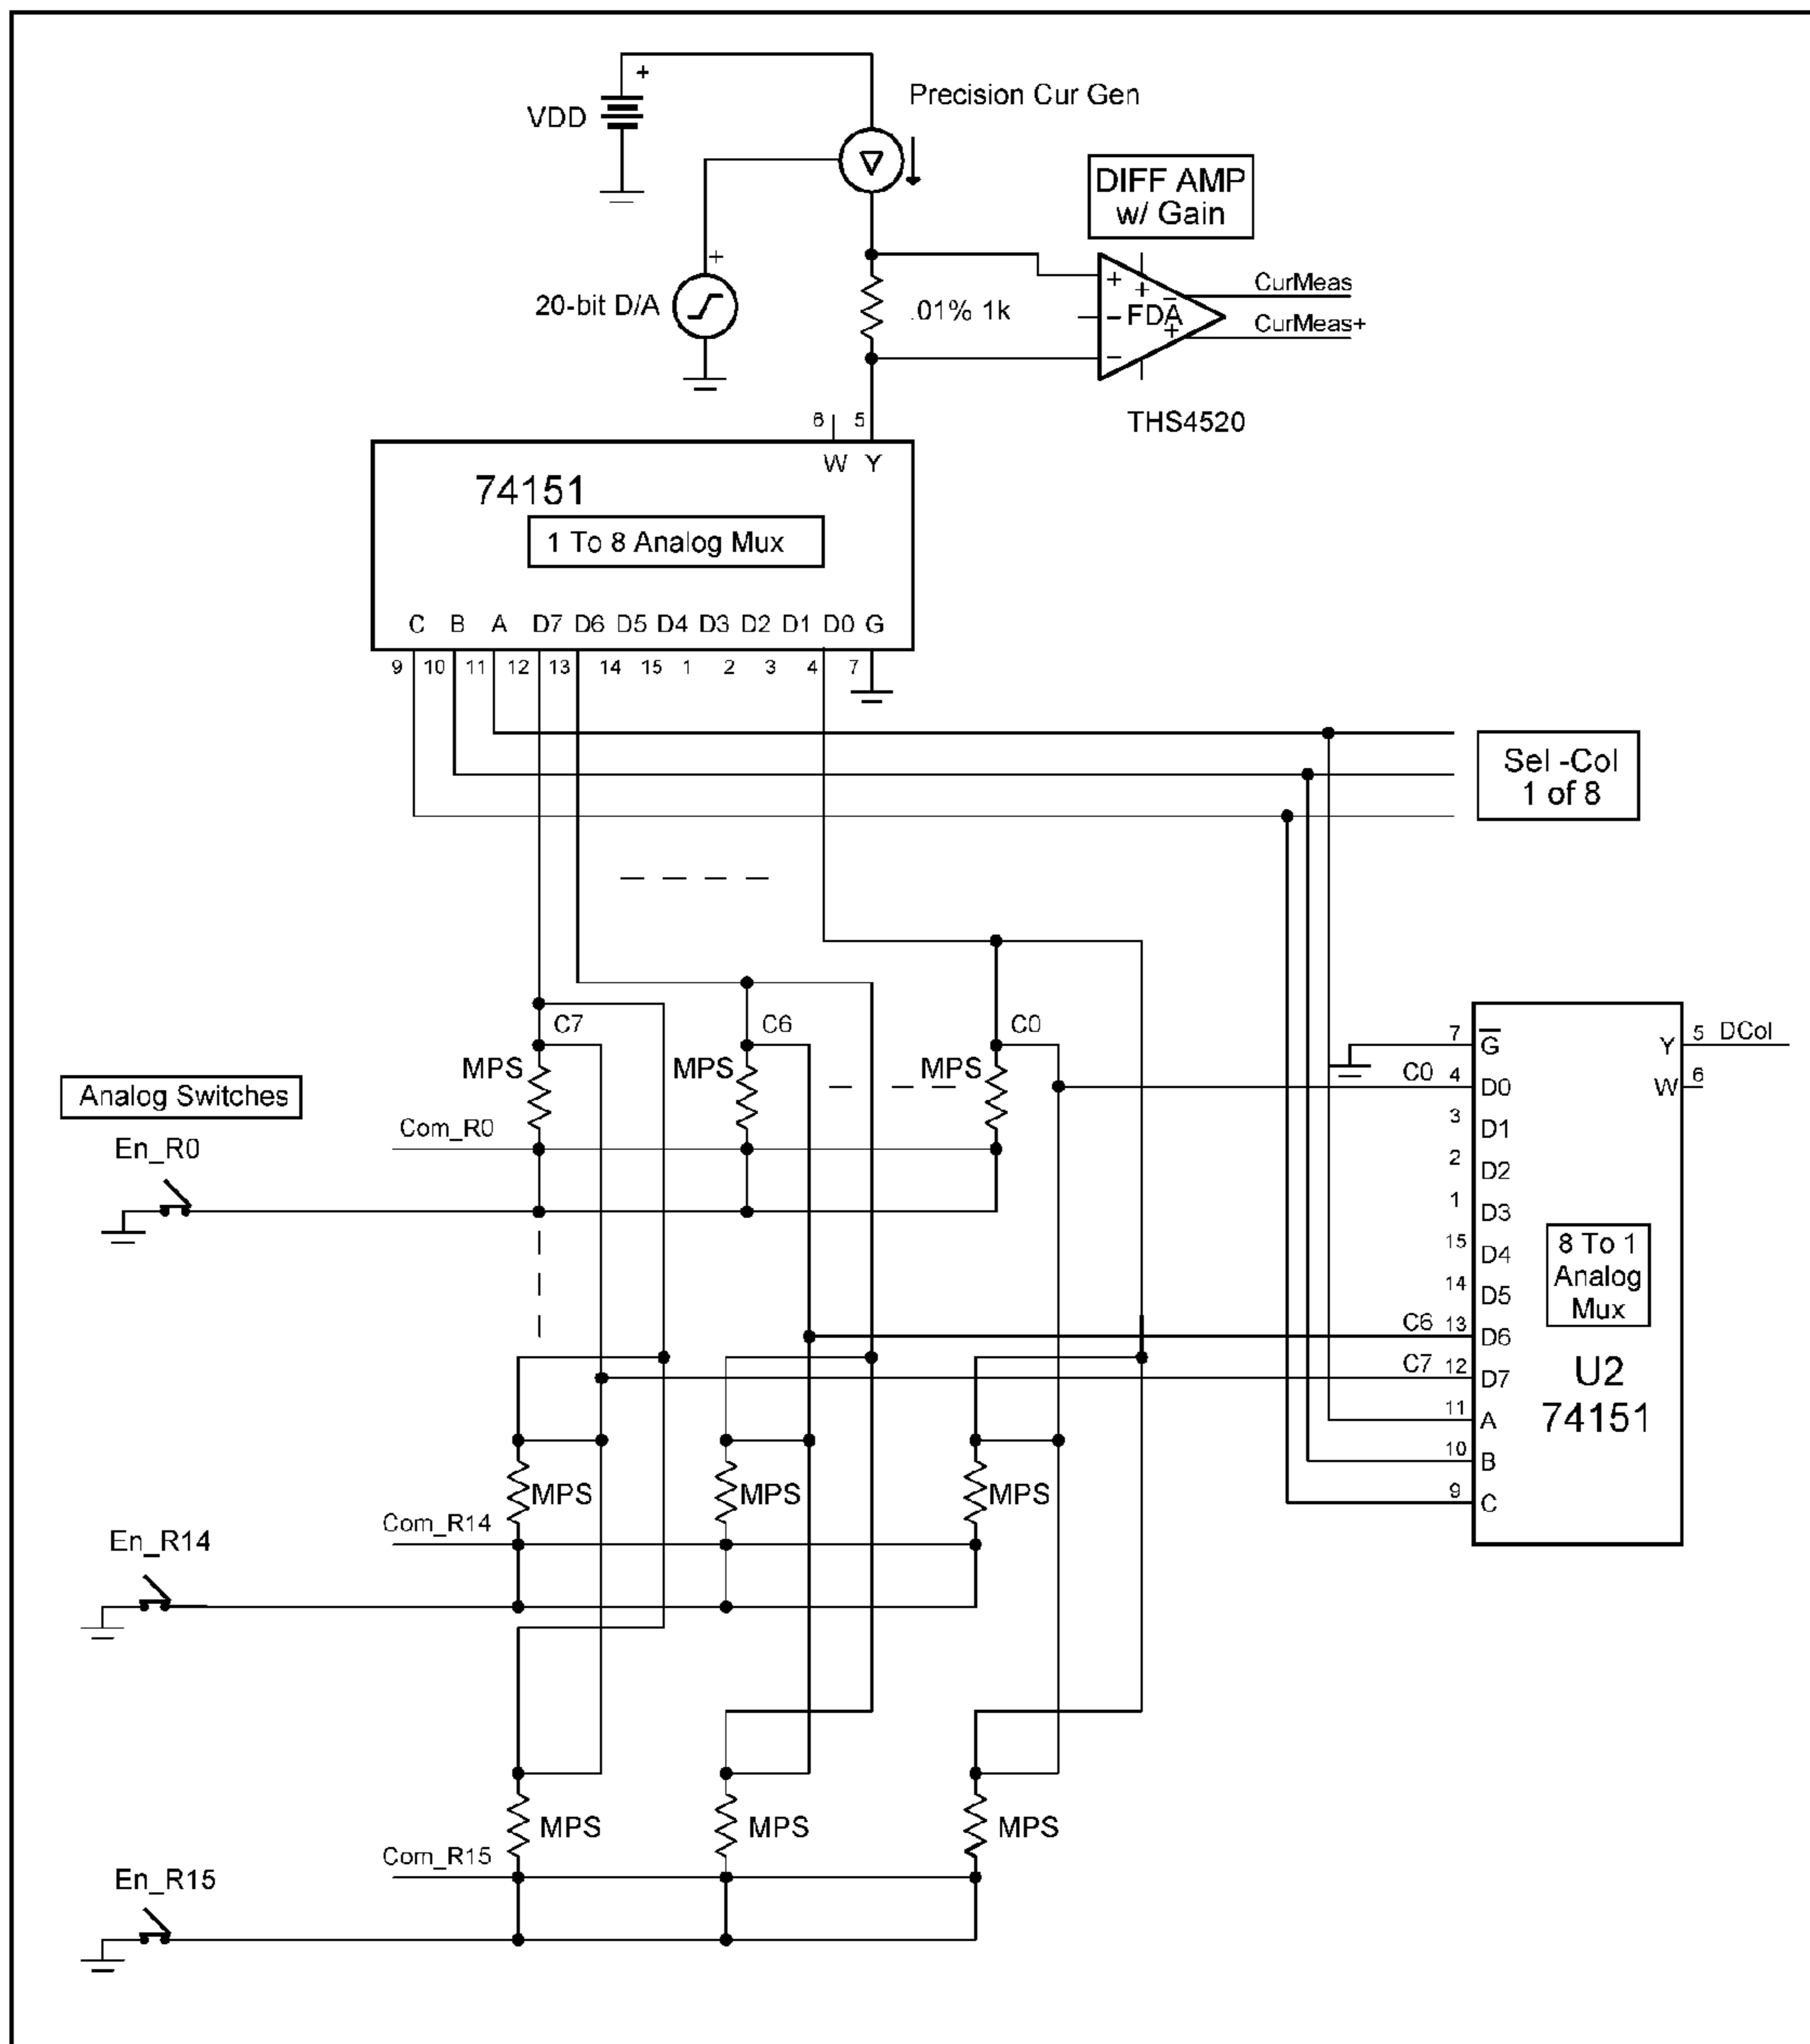 +
VDD
Precision Cur Gen
DIFF AMP
w/ Gain
+
20-bit D/A
.01% 1k
+
+
−
− FDA
+
−
CurMeas
CurMeas+
THS4520
6 5
W Y
74151
1 To 8 Analog Mux
C B A D7 D6 D5 D4 D3 D2 D1 D0 G
9 10 11 12 13 14 15 1 2 3 4 7
Sel -Col
1 of 8
C7
C6
C0
MPS
MPS
MPS
Analog Switches
Com_R0
En_R0
7 G
C0 4 D0
3 D1
2 D2
1 D3
15 D4
14 D5
C6 13 D6
C7 12 D7
11 A
10 B
9 C
Y 5 DCol
W 6
8 To 1
Analog
Mux
U2
74151
MPS
MPS
MPS
Com_R14
En_R14
MPS
MPS
MPS
Com_R15
En_R15